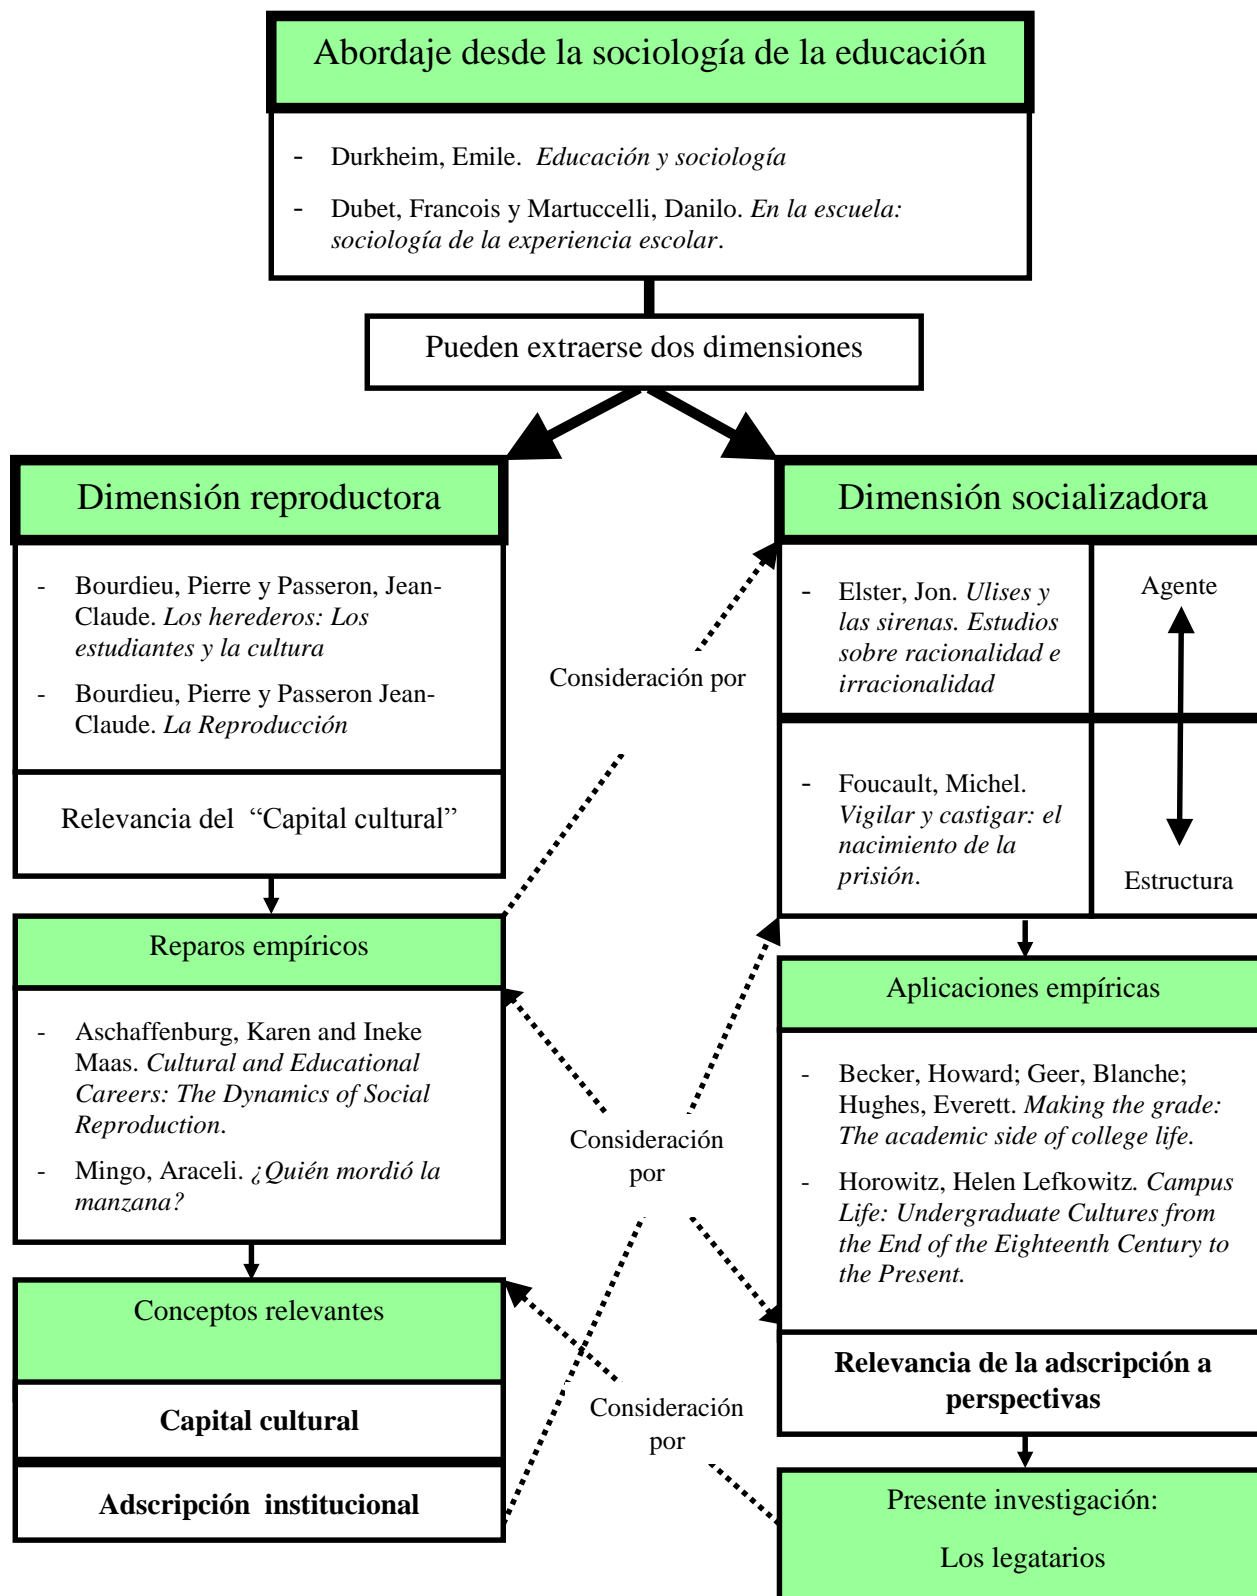 Abordaje desde la sociología de la educación
- Durkheim, Emile. Educación y sociología
- Dubet, Francois y Martuccelli, Danilo. En la escuela:
sociología de la experiencia escolar.
Pueden extraerse dos dimensiones
Dimensión reproductora
- Bourdieu, Pierre y Passeron, Jean-
Claude. Los herederos: Los
estudiantes y la cultura
- Bourdieu, Pierre y Passeron Jean-
Claude. La Reproducción
Relevancia del “Capital cultural”
Reparos empíricos
- Aschaffenburg, Karen and Ineke
Maas. Cultural and Educational
Careers: The Dynamics of Social
Reproduction.
- Mingo, Araceli. ¿Quién mordió la
manzana?
Conceptos relevantes
Capital cultural
Adscripción institucional
Consideración por
Consideración
por
Consideración
por
Dimensión socializadora
- Elster, Jon. Ulises y
las sirenas. Estudios
sobre racionalidad e
irracionalidad
Agente
- Foucault, Michel.
Vigilar y castigar: el
nacimiento de la
prisión.
Estructura
Aplicaciones empíricas
- Becker, Howard; Geer, Blanche;
Hughes, Everett. Making the grade:
The academic side of college life.
- Horowitz, Helen Lefkowitz. Campus
Life: Undergraduate Cultures from
the End of the Eighteenth Century to
the Present.
Relevancia de la adscripción a
perspectivas
Presente investigación:
Los legatarios